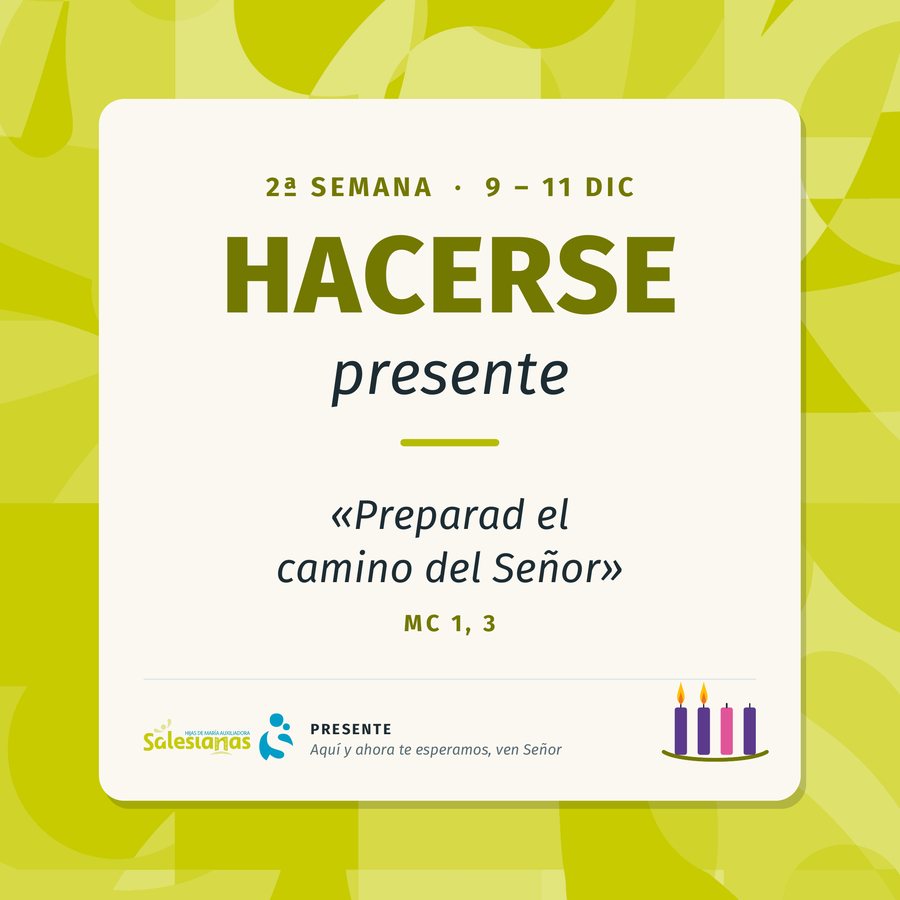 2ª SEMANA · 9 – 11 DIC
HACERSE
presente
«Preparad el
camino del Señor»
MC 1, 3
HIJAS DE MARÍA AUXILIADORA
Salesianas
PRESENTE
Aquí y ahora te esperamos, ven Señor